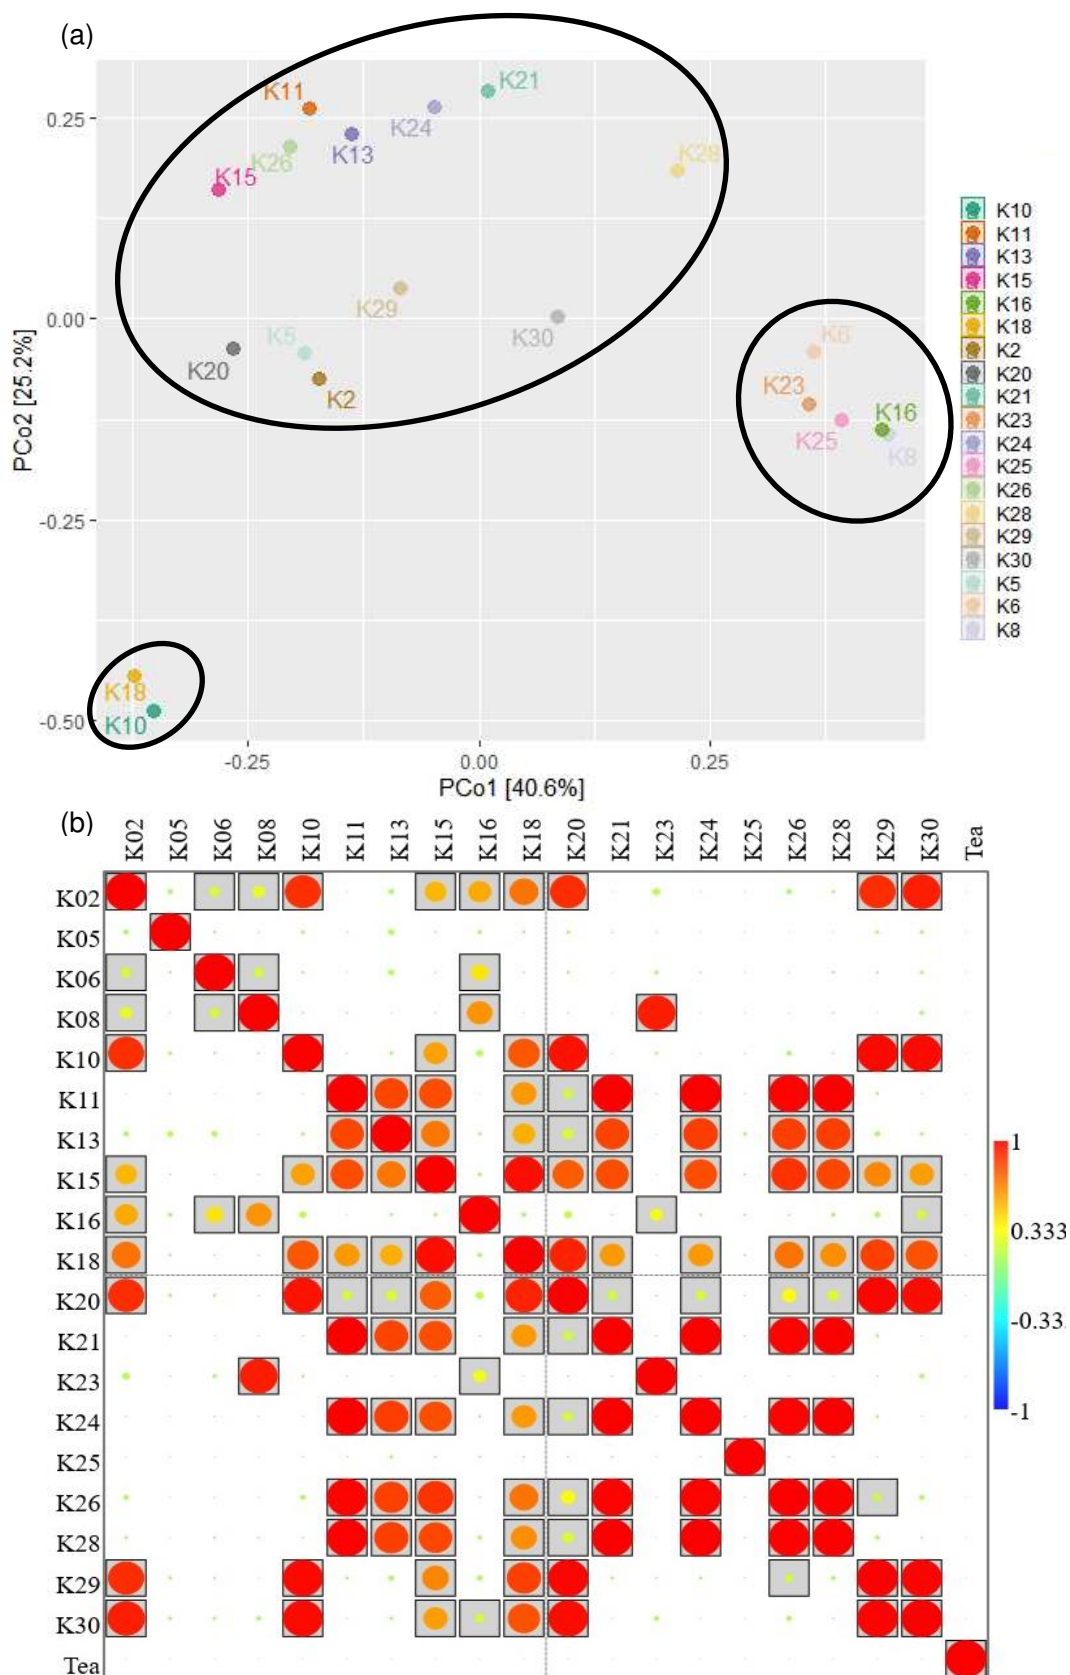 (a)
K11
K21
K24
K13
K26
K15
K28
K29
K30
K5
K20
K2
K6
K23
K16
K25
K8
K18
K10
0.25
0.00
-0.25
-0.50
PCo2 [25.2%]
-0.25
0.00
0.25
PCo1 [40.6%]
K10
K11
K13
K15
K16
K18
K2
K20
K21
K23
K24
K25
K26
K28
K29
K30
K5
K6
K8
(b)
K02 K05 K06 K08 K10 K11 K13 K15 K16 K18 K20 K21 K23 K24 K25 K26 K28 K29 K30 Tea
K02
K05
K06
K08
K10
K11
K13
K15
K16
K18
K20
K21
K23
K24
K25
K26
K28
K29
K30
Tea
1
0.333
-0.33
-1